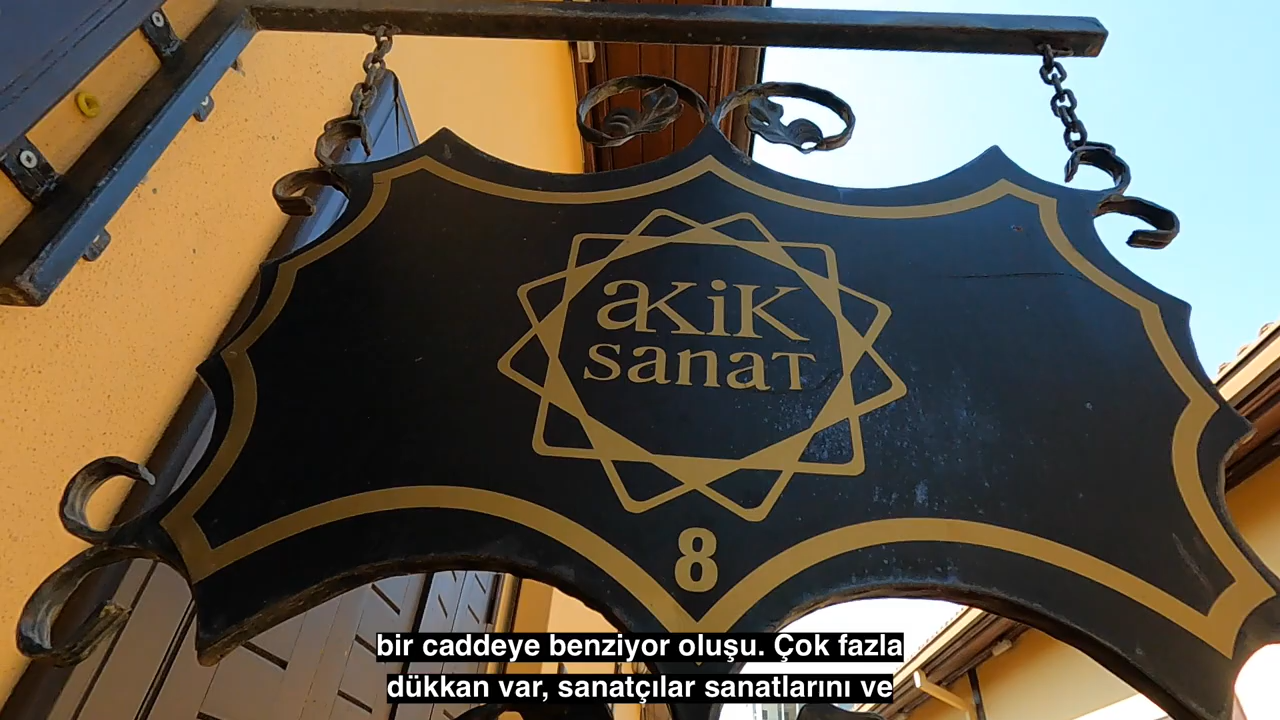 aKiK
sanaT
8
bir caddeye benziyor oluşu. Çok fazla
dükkan var, sanatçılar sanatlarını ve